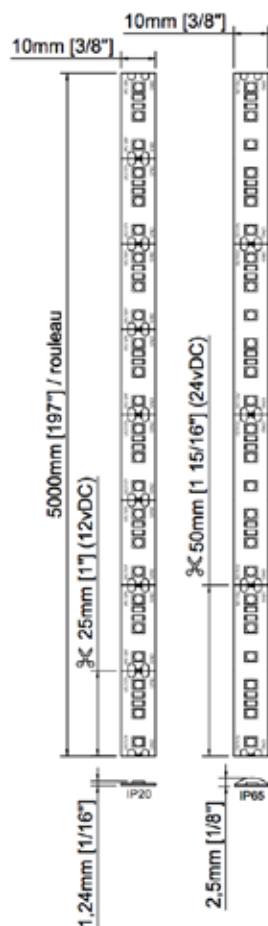 10mm [3/8"]
10mm [3/8"]
5000mm [197"] / rouleau
25mm [1"] (12vDC)
50mm [1 15/16"] (24vDC)
IP20
IP65
1,24mm [1/16"]
2,5mm [1/8"]